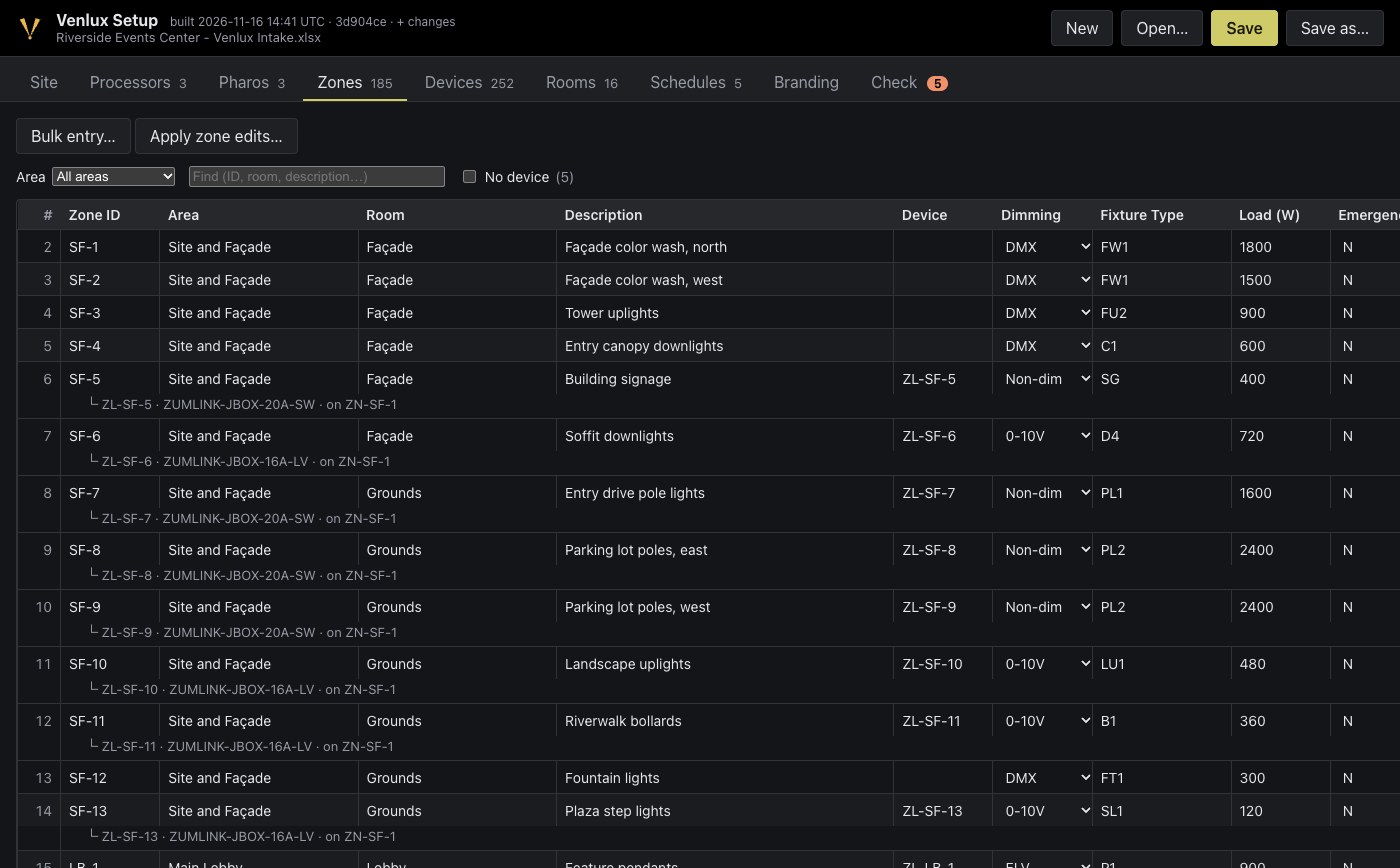 Venlux Setup built 2026-11-16 14:41 UTC · 3d904ce · + changes
Riverside Events Center - Venlux Intake.xlsx
New Open... Save Save as...
Site Processors 3 Pharos 3 Zones 185 Devices 252 Rooms 16 Schedules 5 Branding Check 5
Bulk entry... Apply zone edits...
Area All areas Find (ID, room, description…) No device (5)
# Zone ID Area Room Description Device Dimming Fixture Type Load (W) Emergen
2 SF-1 Site and Façade Façade Façade color wash, north DMX FW1 1800 N
3 SF-2 Site and Façade Façade Façade color wash, west DMX FW1 1500 N
4 SF-3 Site and Façade Façade Tower uplights DMX FU2 900 N
5 SF-4 Site and Façade Façade Entry canopy downlights DMX C1 600 N
6 SF-5 Site and Façade Façade Building signage ZL-SF-5 Non-dim SG 400 N
└ ZL-SF-5 · ZUMLINK-JBOX-20A-SW · on ZN-SF-1
7 SF-6 Site and Façade Façade Soffit downlights ZL-SF-6 0-10V D4 720 N
└ ZL-SF-6 · ZUMLINK-JBOX-16A-LV · on ZN-SF-1
8 SF-7 Site and Façade Grounds Entry drive pole lights ZL-SF-7 Non-dim PL1 1600 N
└ ZL-SF-7 · ZUMLINK-JBOX-20A-SW · on ZN-SF-1
9 SF-8 Site and Façade Grounds Parking lot poles, east ZL-SF-8 Non-dim PL2 2400 N
└ ZL-SF-8 · ZUMLINK-JBOX-20A-SW · on ZN-SF-1
10 SF-9 Site and Façade Grounds Parking lot poles, west ZL-SF-9 Non-dim PL2 2400 N
└ ZL-SF-9 · ZUMLINK-JBOX-20A-SW · on ZN-SF-1
11 SF-10 Site and Façade Grounds Landscape uplights ZL-SF-10 0-10V LU1 480 N
└ ZL-SF-10 · ZUMLINK-JBOX-16A-LV · on ZN-SF-1
12 SF-11 Site and Façade Grounds Riverwalk bollards ZL-SF-11 0-10V B1 360 N
└ ZL-SF-11 · ZUMLINK-JBOX-16A-LV · on ZN-SF-1
13 SF-12 Site and Façade Grounds Fountain lights DMX FT1 300 N
14 SF-13 Site and Façade Grounds Plaza step lights ZL-SF-13 0-10V SL1 120 N
└ ZL-SF-13 · ZUMLINK-JBOX-16A-LV · on ZN-SF-1
15 LB-1 Main Lobby Lobby Feature pendants ZL-LB-1 ELV P1 900 N